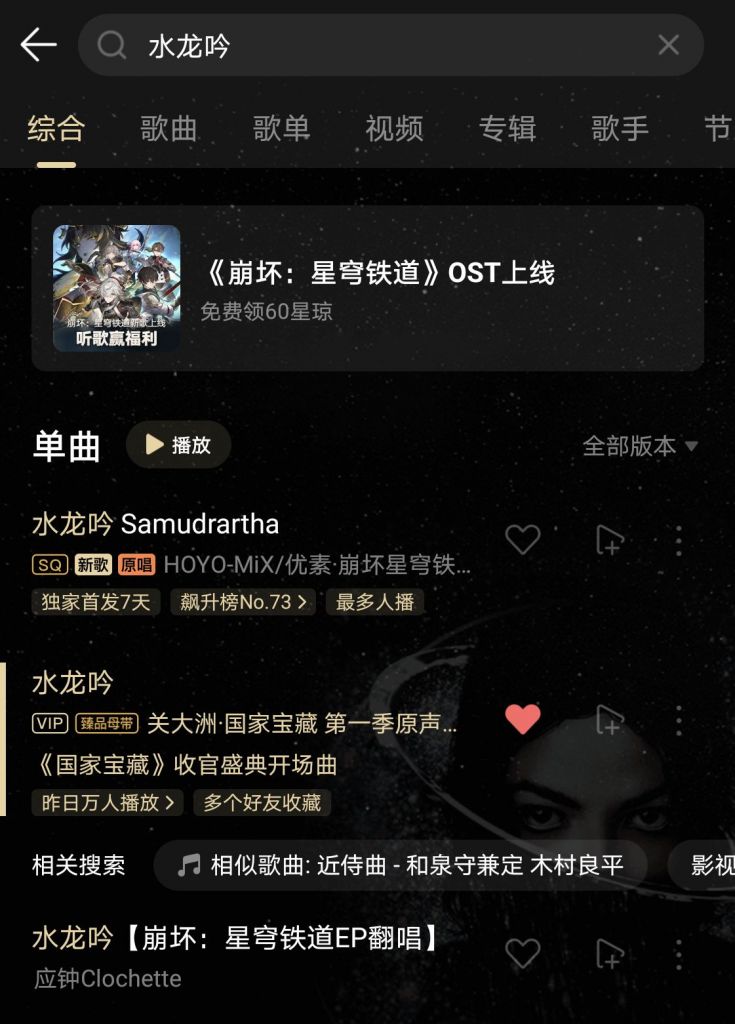 水龙吟
综合 歌曲 歌单 视频 专辑 歌手 节
崩坏：星穹铁道新歌上线
听歌赢福利
《崩坏：星穹铁道》OST上线
免费领60星琼
单曲 播放 全部版本
水龙吟 Samudrartha
SQ 新歌 原唱 HOYO-MiX/优素·崩坏星穹铁...
独家首发7天 飙升榜No.73 最多人播
水龙吟
VIP 臻品母带 关大洲·国家宝藏 第一季原声...
《国家宝藏》收官盛典开场曲
昨日万人播放 多个好友收藏
相关搜索 相似歌曲: 近侍曲 - 和泉守兼定 木村良平 影视
水龙吟【崩坏：星穹铁道EP翻唱】
应钟Clochette